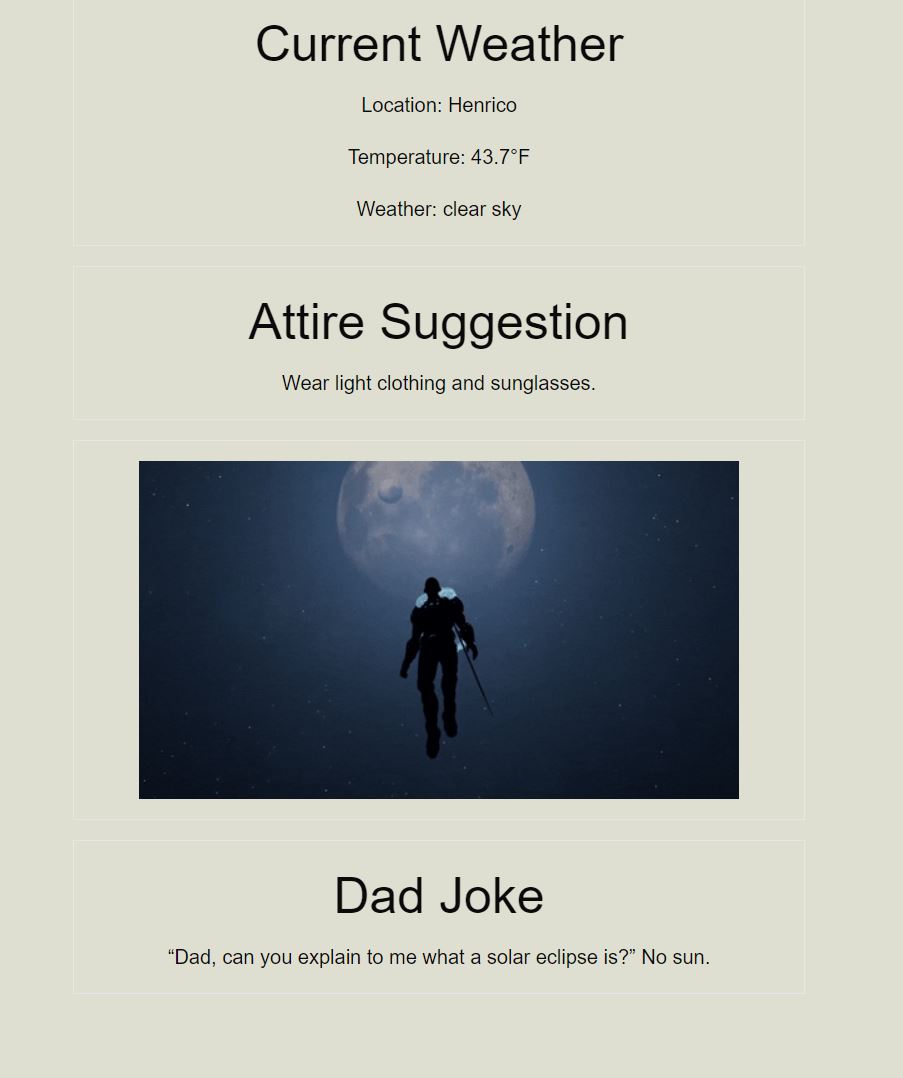 Current Weather
Location: Henrico
Temperature: 43.7°F
Weather: clear sky
Attire Suggestion
Wear light clothing and sunglasses.
Dad Joke
“Dad, can you explain to me what a solar eclipse is?” No sun.